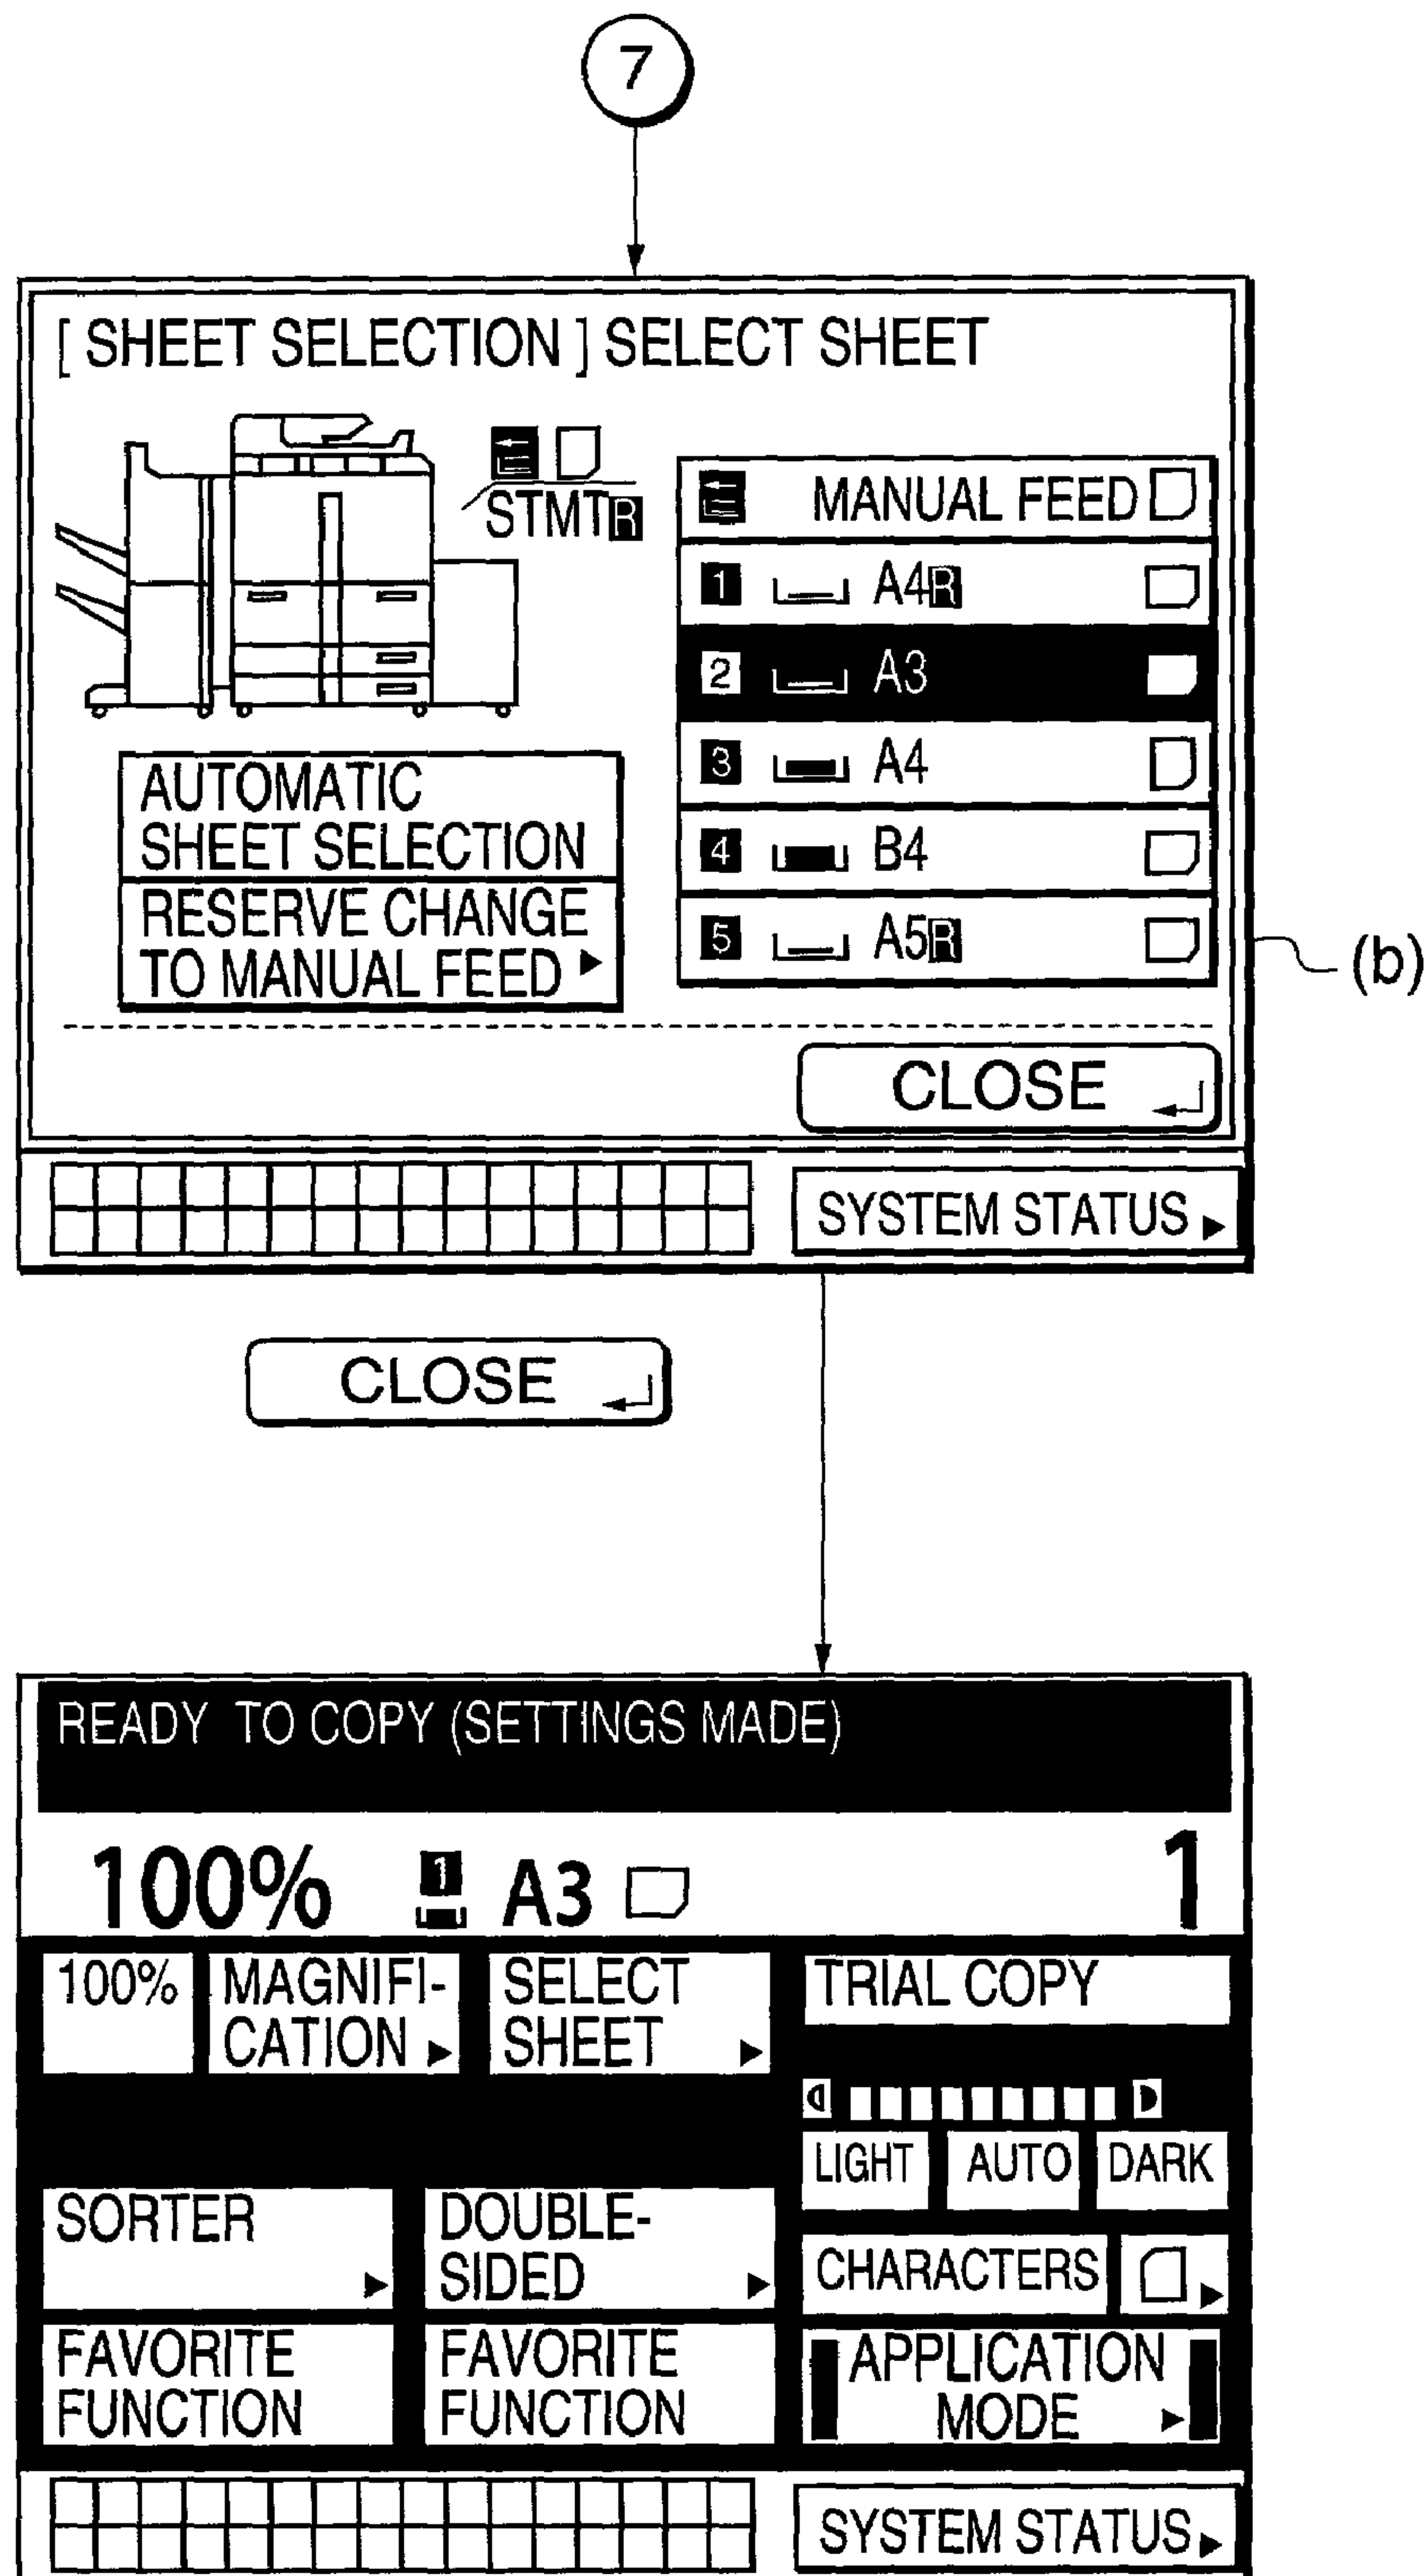 7
[ SHEET SELECTION ] SELECT SHEET
STMTR
MANUAL FEED
1 A4R
2 A3
3 A4
4 B4
5 A5R
AUTOMATIC
SHEET SELECTION
RESERVE CHANGE
TO MANUAL FEED
(b)
CLOSE
SYSTEM STATUS
CLOSE
READY TO COPY (SETTINGS MADE)
100% 1 A3 1
100%
MAGNIFI-
CATION
SELECT
SHEET
TRIAL COPY
LIGHT AUTO DARK
SORTER
DOUBLE-
SIDED
CHARACTERS
FAVORITE
FUNCTION
FAVORITE
FUNCTION
APPLICATION
MODE
SYSTEM STATUS